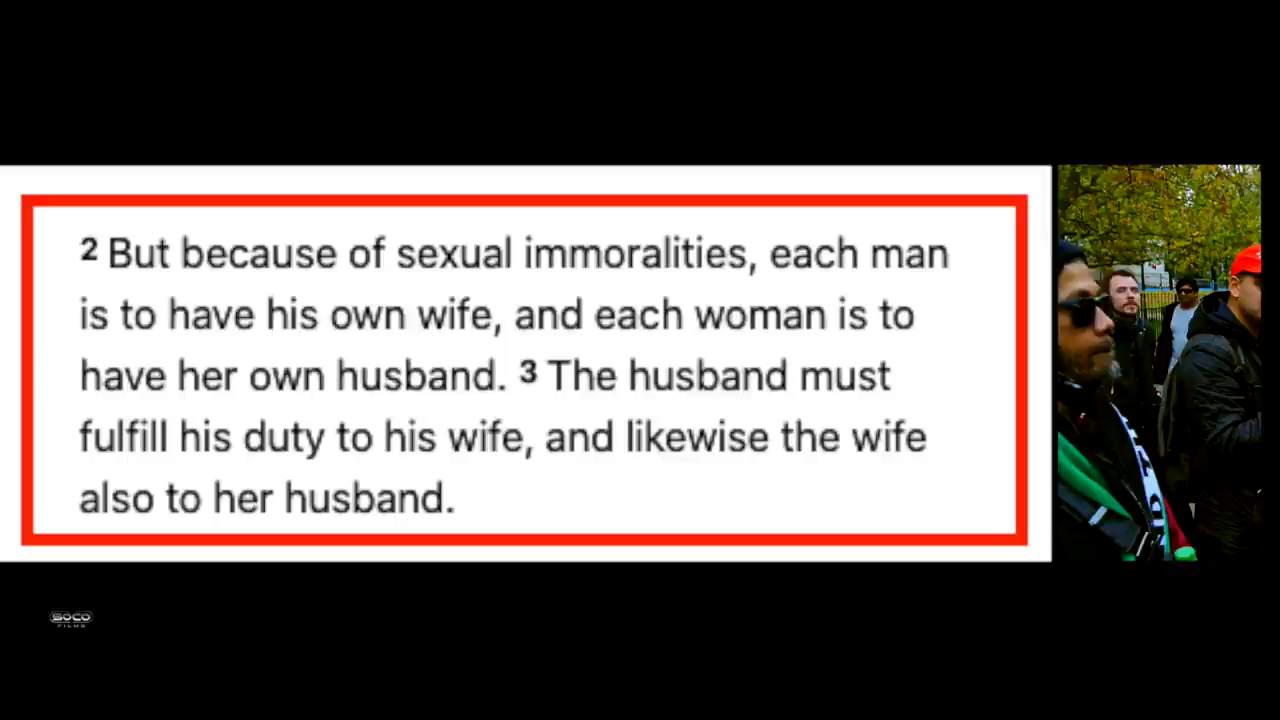 2 But because of sexual immoralities, each man
is to have his own wife, and each woman is to
have her own husband. 3 The husband must
fulfill his duty to his wife, and likewise the wife
also to her husband.
SOCO
FILMS